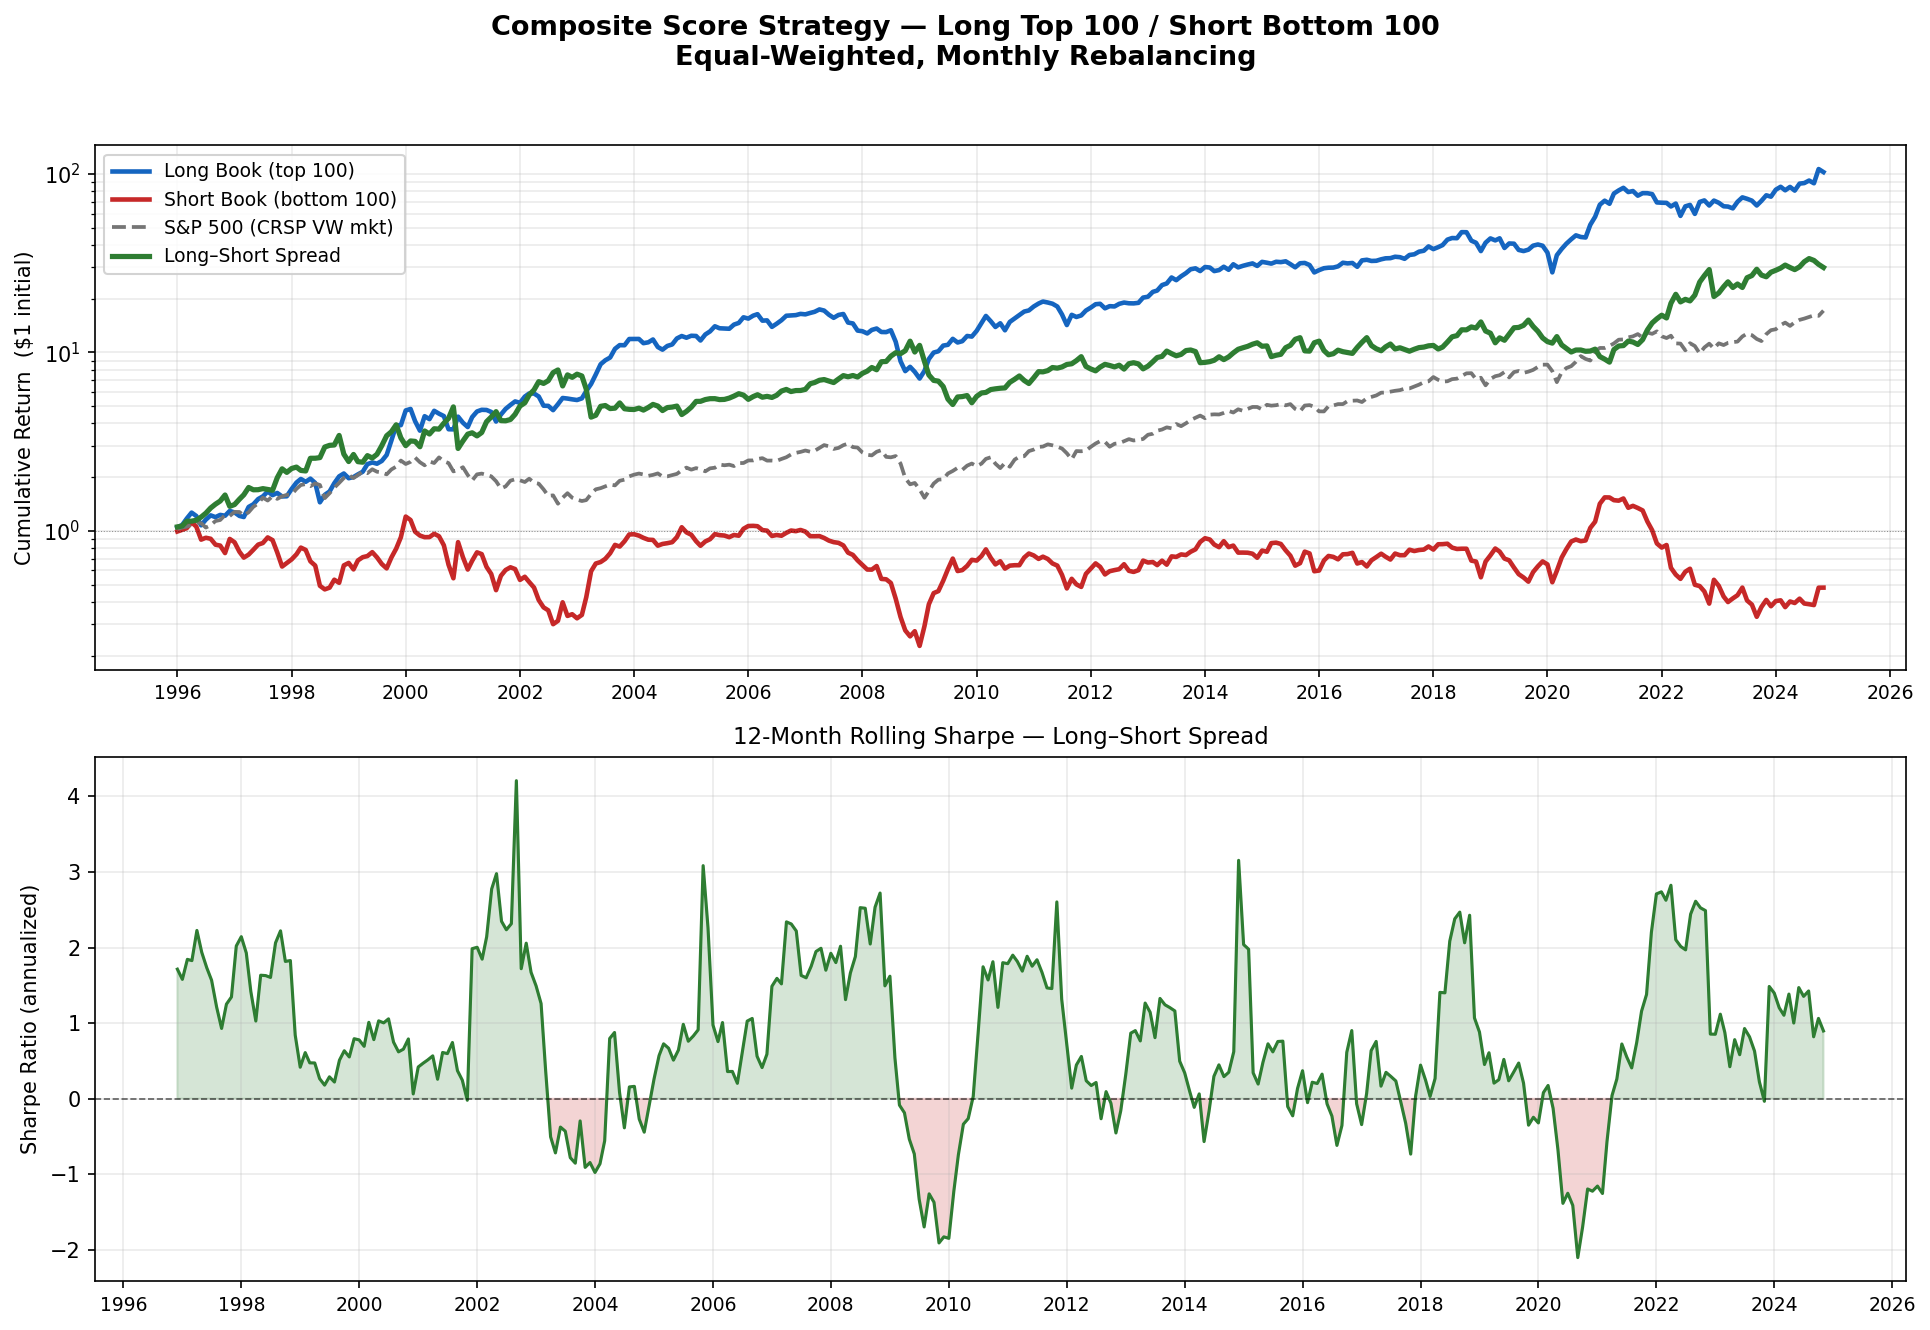 Composite Score Strategy — Long Top 100 / Short Bottom 100
Equal-Weighted, Monthly Rebalancing
Cumulative Return ($1 initial)
10²
10¹
10⁰
Long Book (top 100)
Short Book (bottom 100)
S&P 500 (CRSP VW mkt)
Long–Short Spread
1996 1998 2000 2002 2004 2006 2008 2010 2012 2014 2016 2018 2020 2022 2024 2026
12-Month Rolling Sharpe — Long–Short Spread
Sharpe Ratio (annualized)
4
3
2
1
0
−1
−2
1996 1998 2000 2002 2004 2006 2008 2010 2012 2014 2016 2018 2020 2022 2024 2026